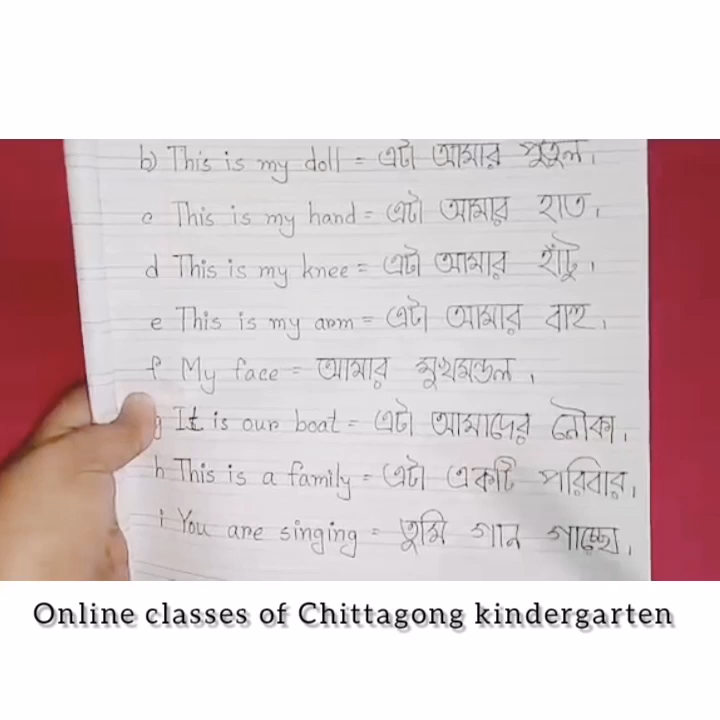 b) This is my doll = এটা আমার পুতুল।
c This is my hand = এটা আমার হাত।
d This is my knee = এটা আমার হাঁটু।
e This is my arm = এটা আমার বাহু।
f My face = আমার মুখমন্ডল।
g It is our boat = এটা আমাদের নৌকা।
h This is a family = এটা একটি পরিবার।
i You are singing = তুমি গান গাচ্ছো।
Online classes of Chittagong kindergarten